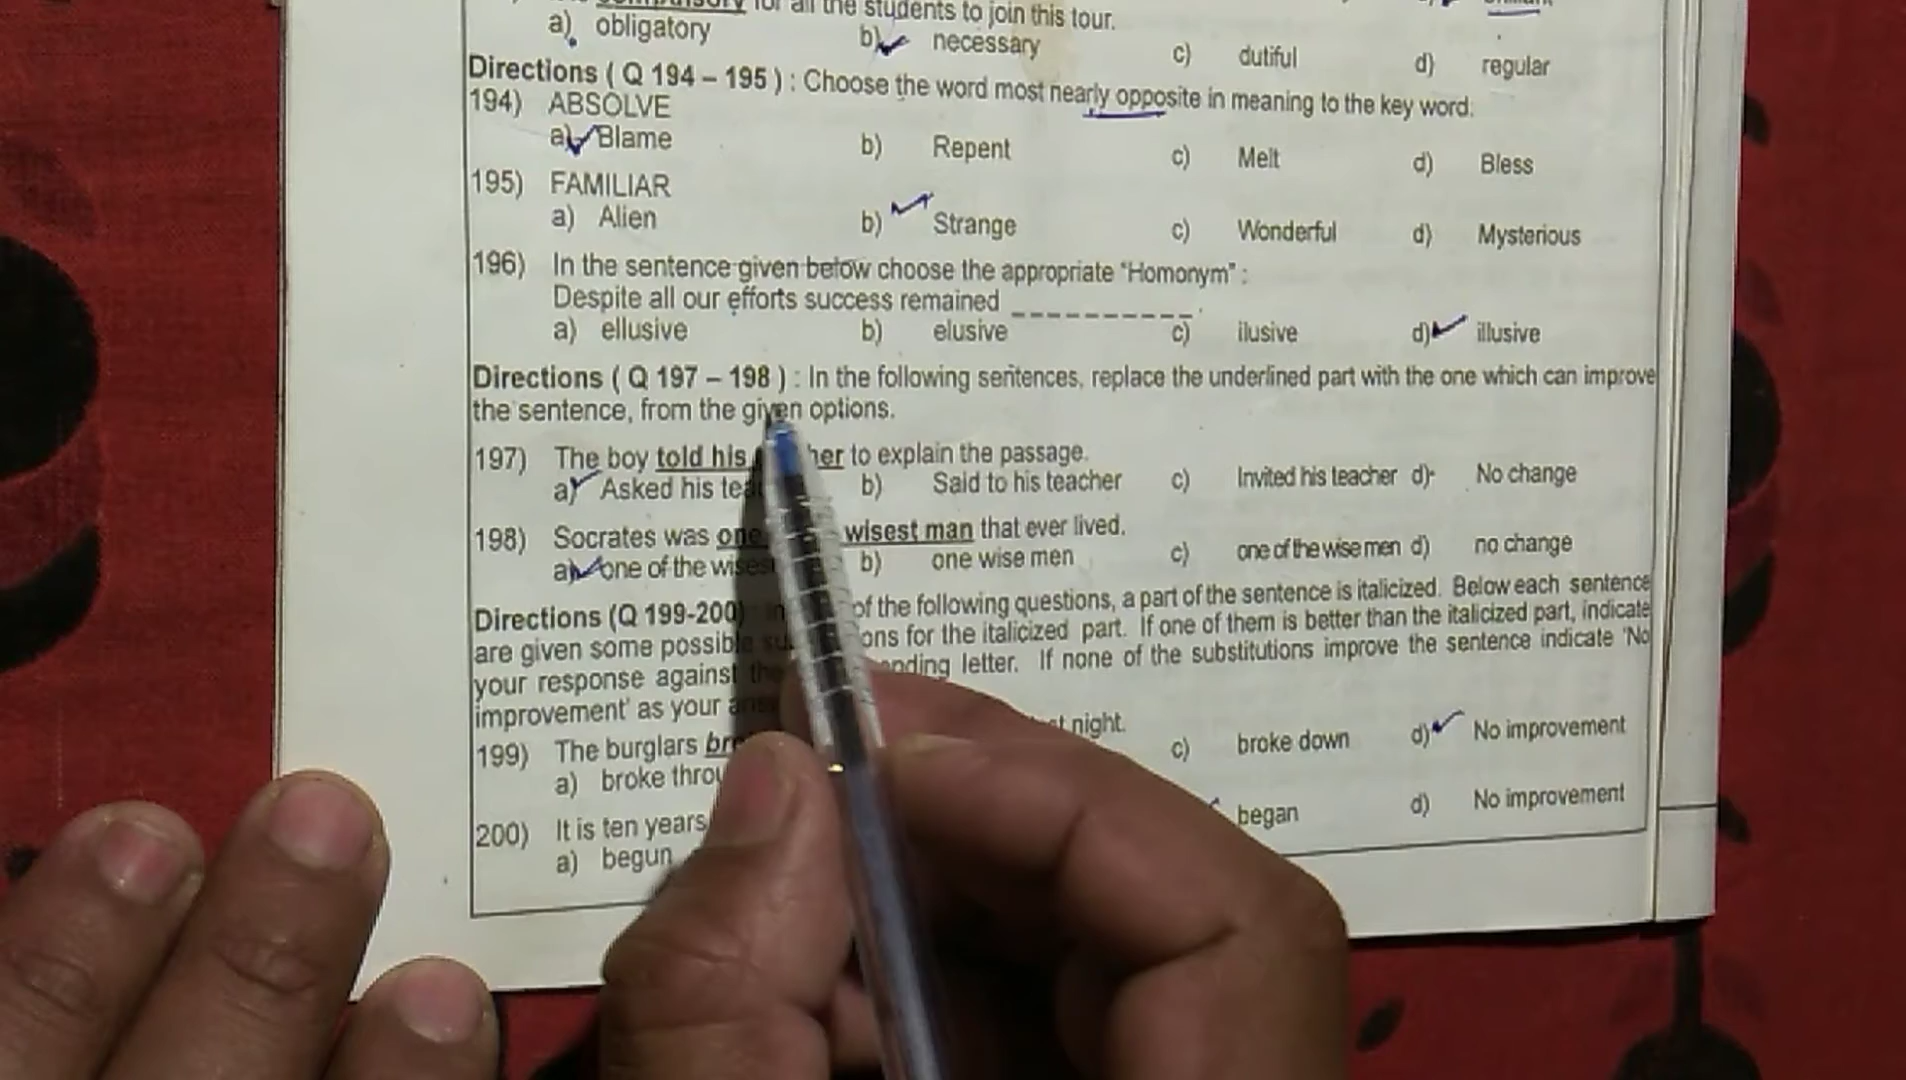 for all the students to join this tour.
a) obligatory b) necessary c) dutiful d) regular
Directions ( Q 194 – 195 ) : Choose the word most nearly opposite in meaning to the key word.
194) ABSOLVE
a) Blame b) Repent c) Melt d) Bless
195) FAMILIAR
a) Alien b) Strange c) Wonderful d) Mysterious
196) In the sentence given below choose the appropriate “Homonym” :
Despite all our efforts success remained __________.
a) ellusive b) elusive c) ilusive d) illusive
Directions ( Q 197 – 198 ) : In the following sentences, replace the underlined part with the one which can improve
the sentence, from the given options.
197) The boy told his to explain the passage.
a) Asked his b) Said to his teacher c) Invited his teacher d) No change
198) Socrates was one wisest man that ever lived.
a) one of the b) one wise men c) one of the wise men d) no change
Directions (Q 199-200) of the following questions, a part of the sentence is italicized. Below each sentence
are given some possible for the italicized part. If one of them is better than the italicized part, indicate
your response against the letter. If none of the substitutions improve the sentence indicate 'No
improvement' as your
199) The burglars night.
a) broke c) broke down d) No improvement
200) It is ten years
a) begun began d) No improvement